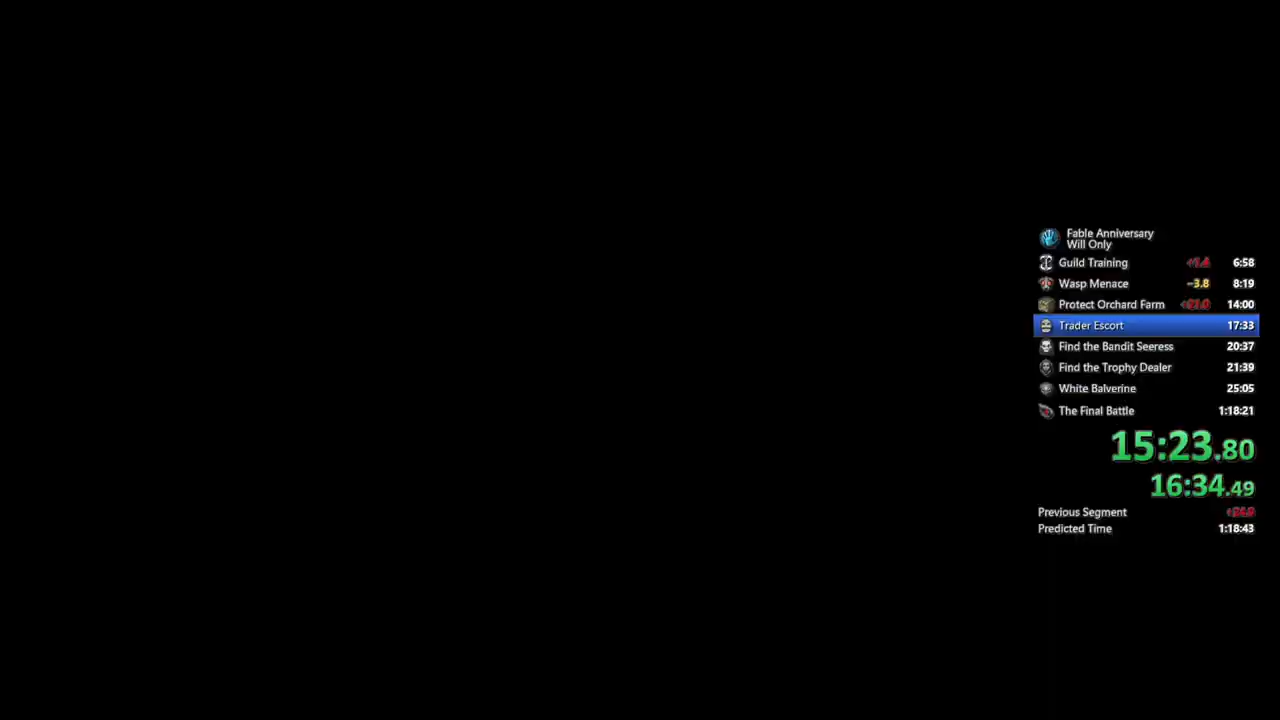 Fable Anniversary
Will Only
Guild Training 6:58
Wasp Menace -3.8 8:19
Protect Orchard Farm 14:00
Trader Escort 17:33
Find the Bandit Seeress 20:37
Find the Trophy Dealer 21:39
White Balverine 25:05
The Final Battle 1:18:21
15:23.80
16:34.49
Previous Segment
Predicted Time 1:18:43